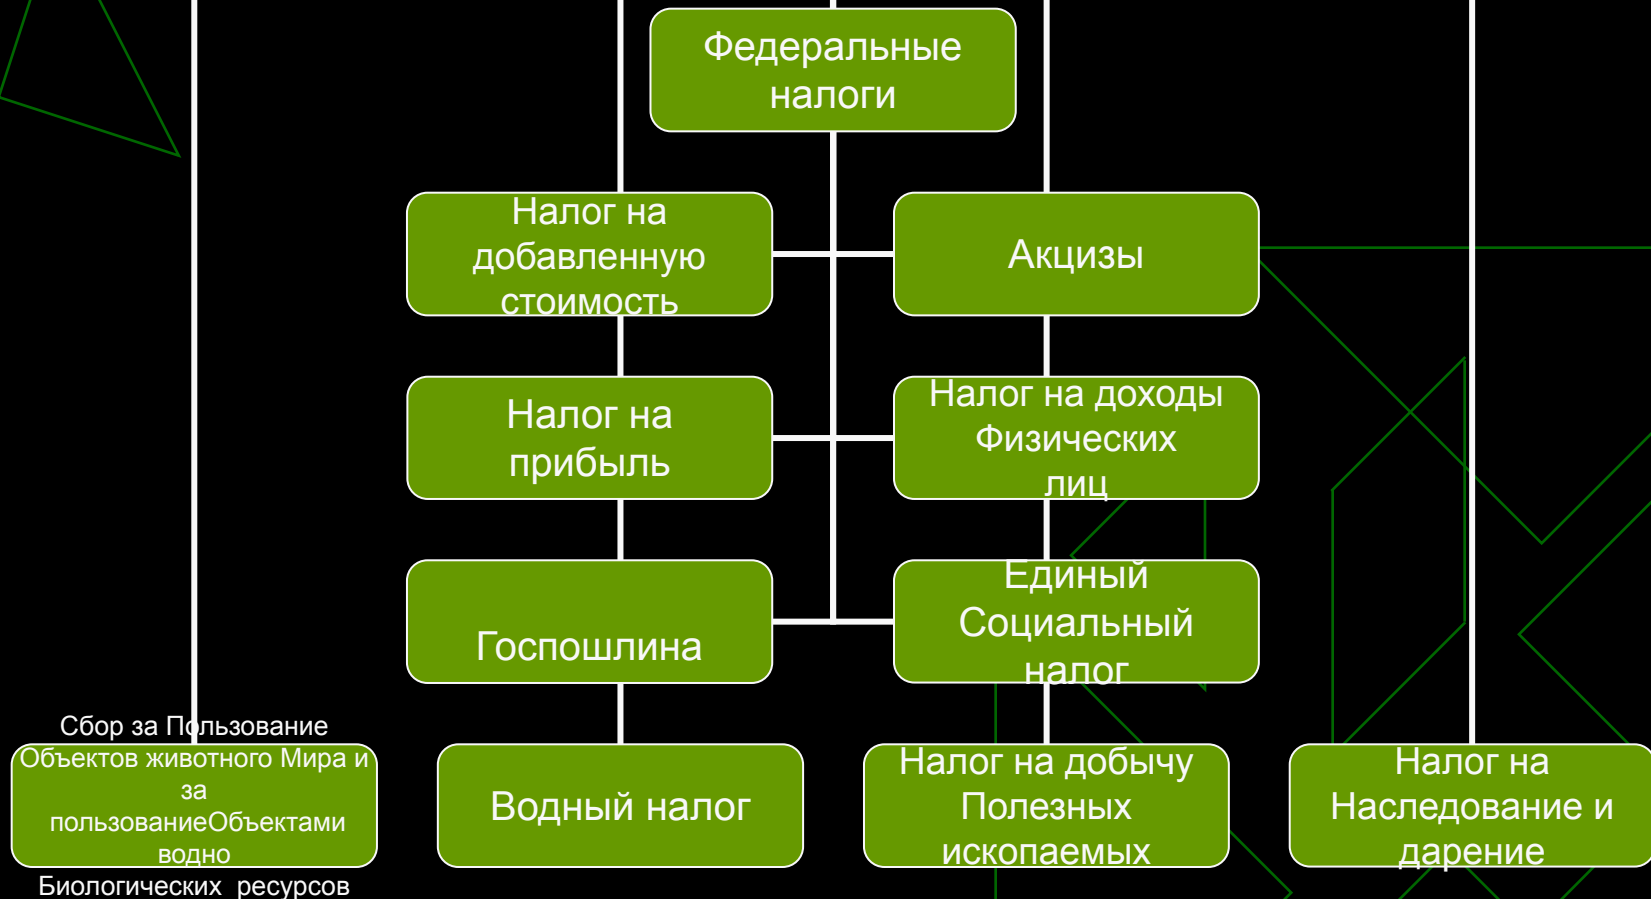 Федеральные
налоги
Налог на
добавленную
стоимость
Акцизы
Налог на
прибыль
Налог на доходы
Физических
лиц
Госпошлина
Единый
Социальный
налог
Сбор за Пользование
Объектов животного Мира и
за
пользованиеОбъектами
водно
Биологических ресурсов
Водный налог
Налог на добычу
Полезных
ископаемых
Налог на
Наследование и
дарение